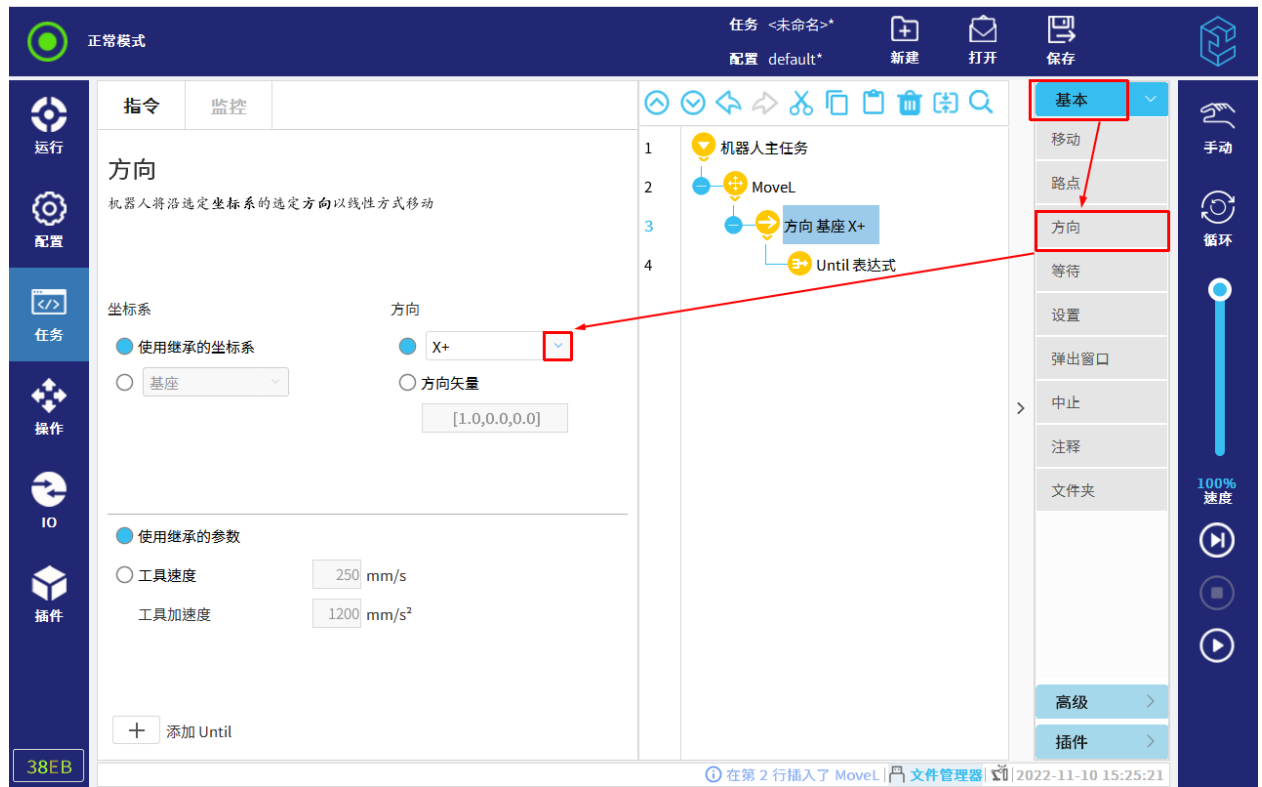 正常模式
任务 <未命名>*
配置 default*
新建
打开
保存
运行
配置
任务
操作
IO
插件
38EB
指令
监控
方向
机器人将沿选定坐标系的选定方向以线性方式移动
坐标系
方向
使用继承的坐标系
X+
基座
方向矢量
[1.0,0.0,0.0]
使用继承的参数
工具速度 250 mm/s
工具加速度 1200 mm/s²
添加 Until
1 机器人主任务
2 MoveL
3 方向 基座 X+
4 Until 表达式
基本
移动
路点
方向
等待
设置
弹出窗口
中止
注释
文件夹
高级
插件
手动
循环
100%
速度
在第 2 行插入了 MoveL 文件管理器 2022-11-10 15:25:21